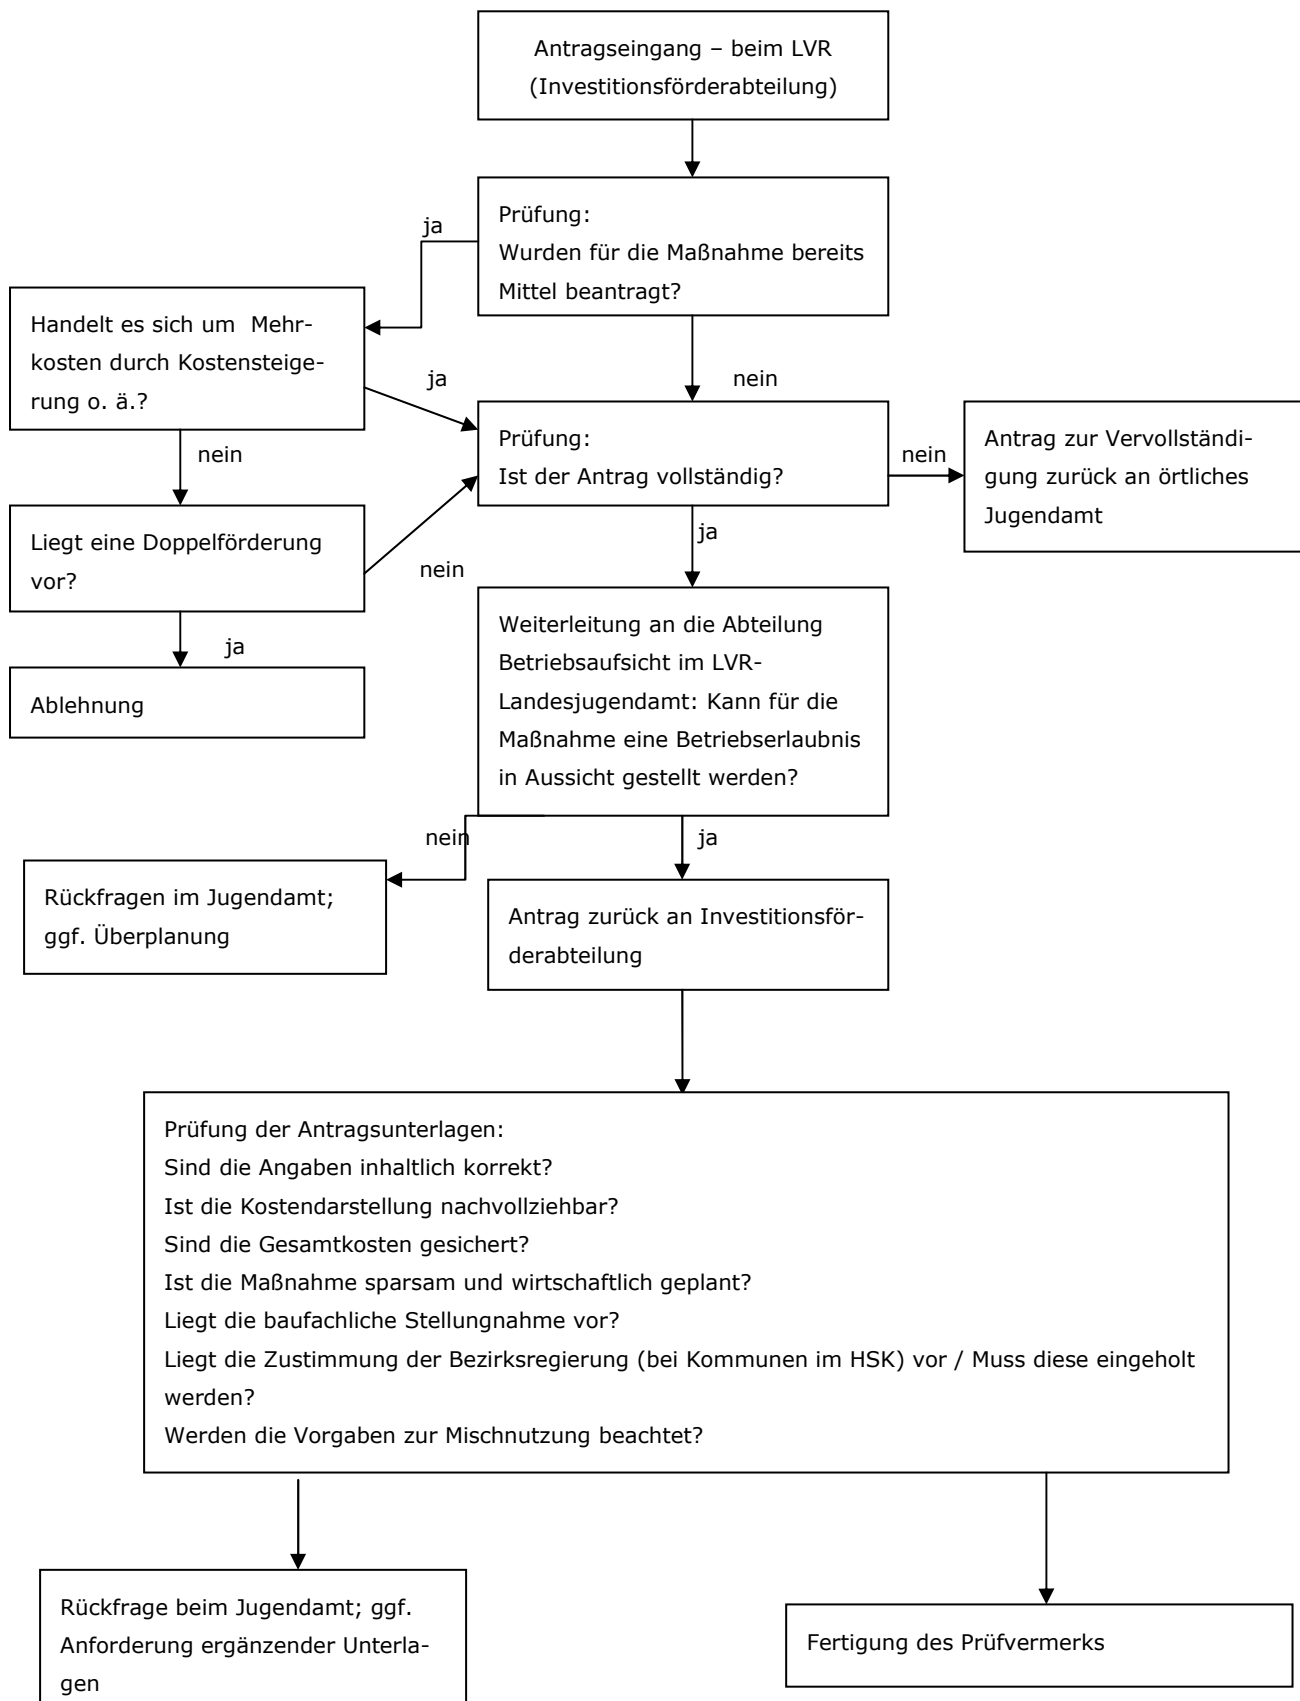 Antragseingang – beim LVR
(Investitionsförderabteilung)
Prüfung:
Wurden für die Maßnahme bereits
Mittel beantragt?
ja
Handelt es sich um  Mehr-
kosten durch Kostensteige-
rung o. ä.?
ja
nein
Prüfung:
Ist der Antrag vollständig?
nein
Antrag zur Vervollständi-
gung zurück an örtliches
Jugendamt
nein
Liegt eine Doppelförderung
vor?
nein
ja
ja
Ablehnung
Weiterleitung an die Abteilung
Betriebsaufsicht im LVR-
Landesjugendamt: Kann für die
Maßnahme eine Betriebserlaubnis
in Aussicht gestellt werden?
nein
ja
Rückfragen im Jugendamt;
ggf. Überplanung
Antrag zurück an Investitionsför-
derabteilung
Prüfung der Antragsunterlagen:
Sind die Angaben inhaltlich korrekt?
Ist die Kostendarstellung nachvollziehbar?
Sind die Gesamtkosten gesichert?
Ist die Maßnahme sparsam und wirtschaftlich geplant?
Liegt die baufachliche Stellungnahme vor?
Liegt die Zustimmung der Bezirksregierung (bei Kommunen im HSK) vor / Muss diese eingeholt
werden?
Werden die Vorgaben zur Mischnutzung beachtet?
Rückfrage beim Jugendamt; ggf.
Anforderung ergänzender Unterla-
gen
Fertigung des Prüfvermerks